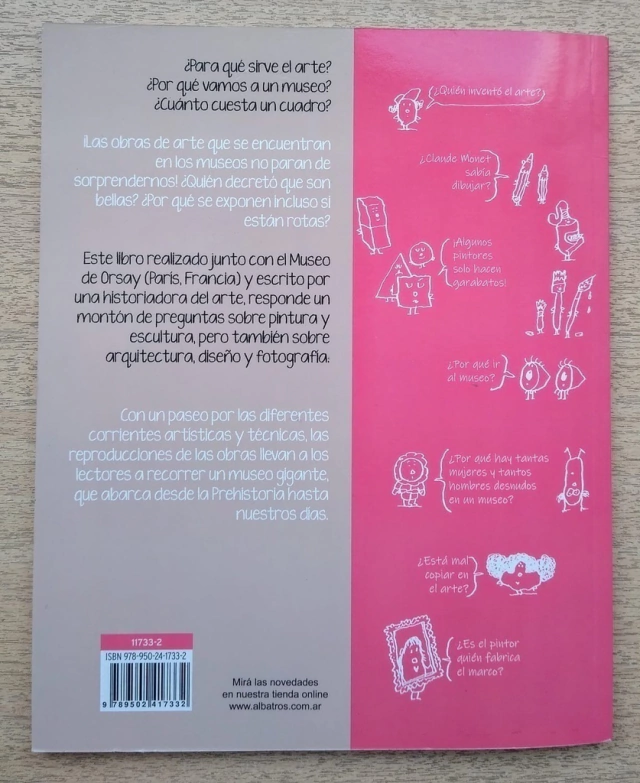 ¿Para qué sirve el arte?
¿Por qué vamos a un museo?
¿Cuánto cuesta un cuadro?
¡Las obras de arte que se encuentran
en los museos no paran de
sorprendernos! ¿Quién decretó que son
bellas? ¿Por qué se exponen incluso si
están rotas?
Este libro realizado junto con el Museo
de Orsay (París, Francia) y escrito por
una historiadora del arte, responde un
montón de preguntas sobre pintura y
escultura, pero también sobre
arquitectura, diseño y fotografía.
Con un paseo por las diferentes
corrientes artísticas y técnicas, las
reproducciones de las obras llevan a los
lectores a recorrer un museo gigante,
que abarca desde la Prehistoria hasta
nuestros días.
11733-2
ISBN 978-950-24-1733-2
9 789502 417332
Mirá las novedades
en nuestra tienda online
www.albatros.com.ar
¿Quién inventó el arte?
¿Claude Monet
sabía
dibujar?
¡Algunos
pintores
solo hacen
garabatos!
¿Por qué ir
al museo?
¿Por qué hay tantas
mujeres y tantos
hombres desnudos
en un museo?
¿Está mal
copiar en
el arte?
¿Es el pintor
quién fabrica
el marco?